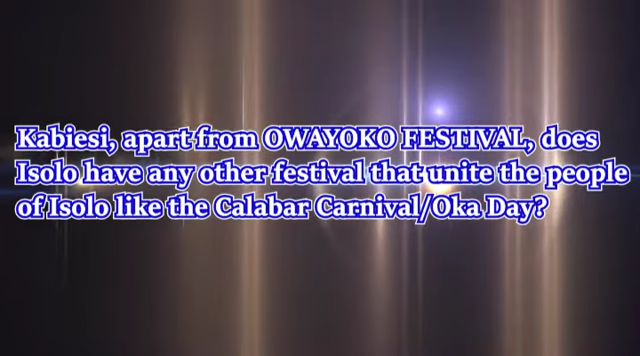 Kabiesi, apart from OWAYOKO FESTIVAL, does
Isolo have any other festival that unite the people
of Isolo like the Calabar Carnival/Oka Day?